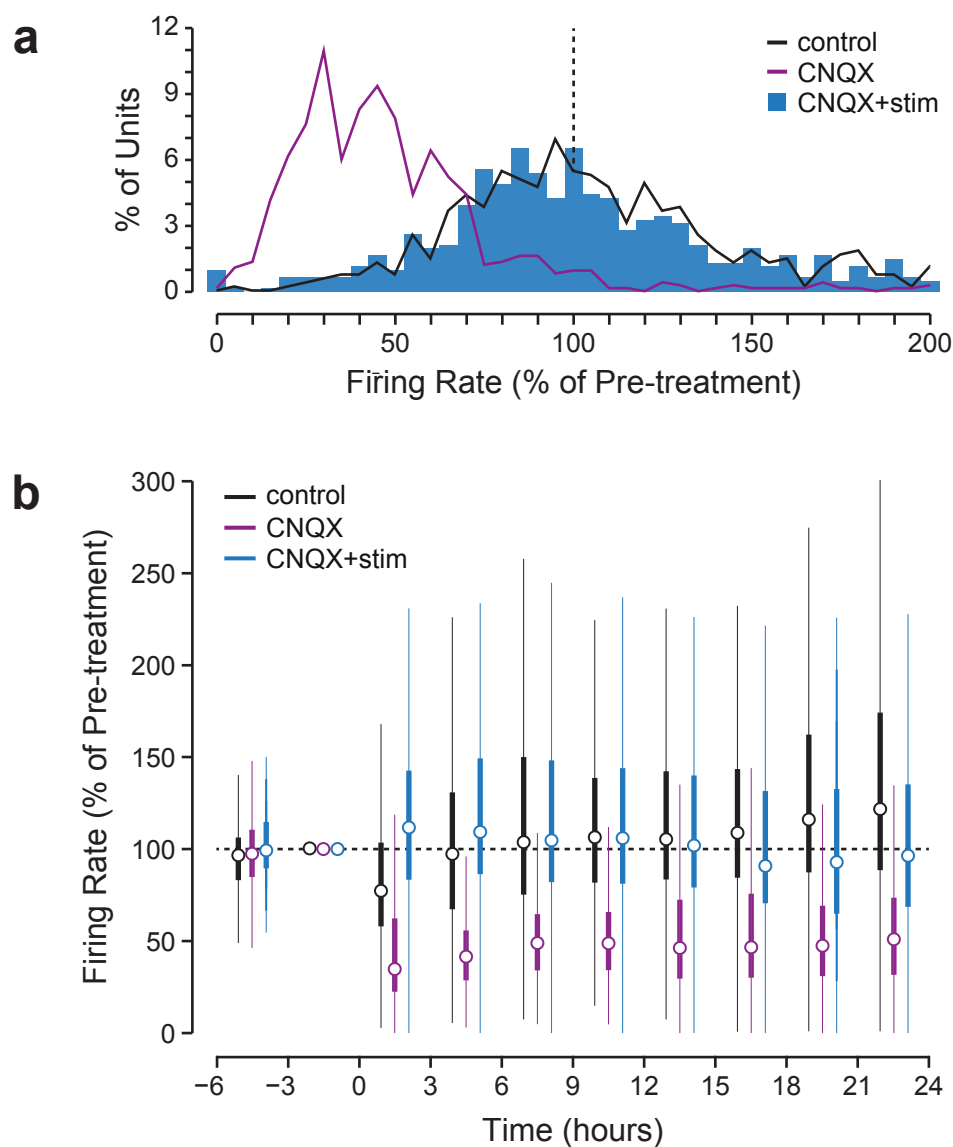 a
12
9
6
3
0
% of Units
control
CNQX
CNQX+stim
0
50
100
150
200
Firing Rate (% of Pre-treatment)
b
300
250
200
150
100
50
0
Firing Rate (% of Pre-treatment)
control
CNQX
CNQX+stim
−6
−3
0
3
6
9
12
15
18
21
24
Time (hours)